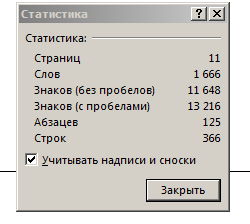 Статистика
Статистика:
Страниц 11
Слов 1 666
Знаков (без пробелов) 11 648
Знаков (с пробелами) 13 216
Абзацев 125
Строк 366
Учитывать надписи и сноски
Закрыть